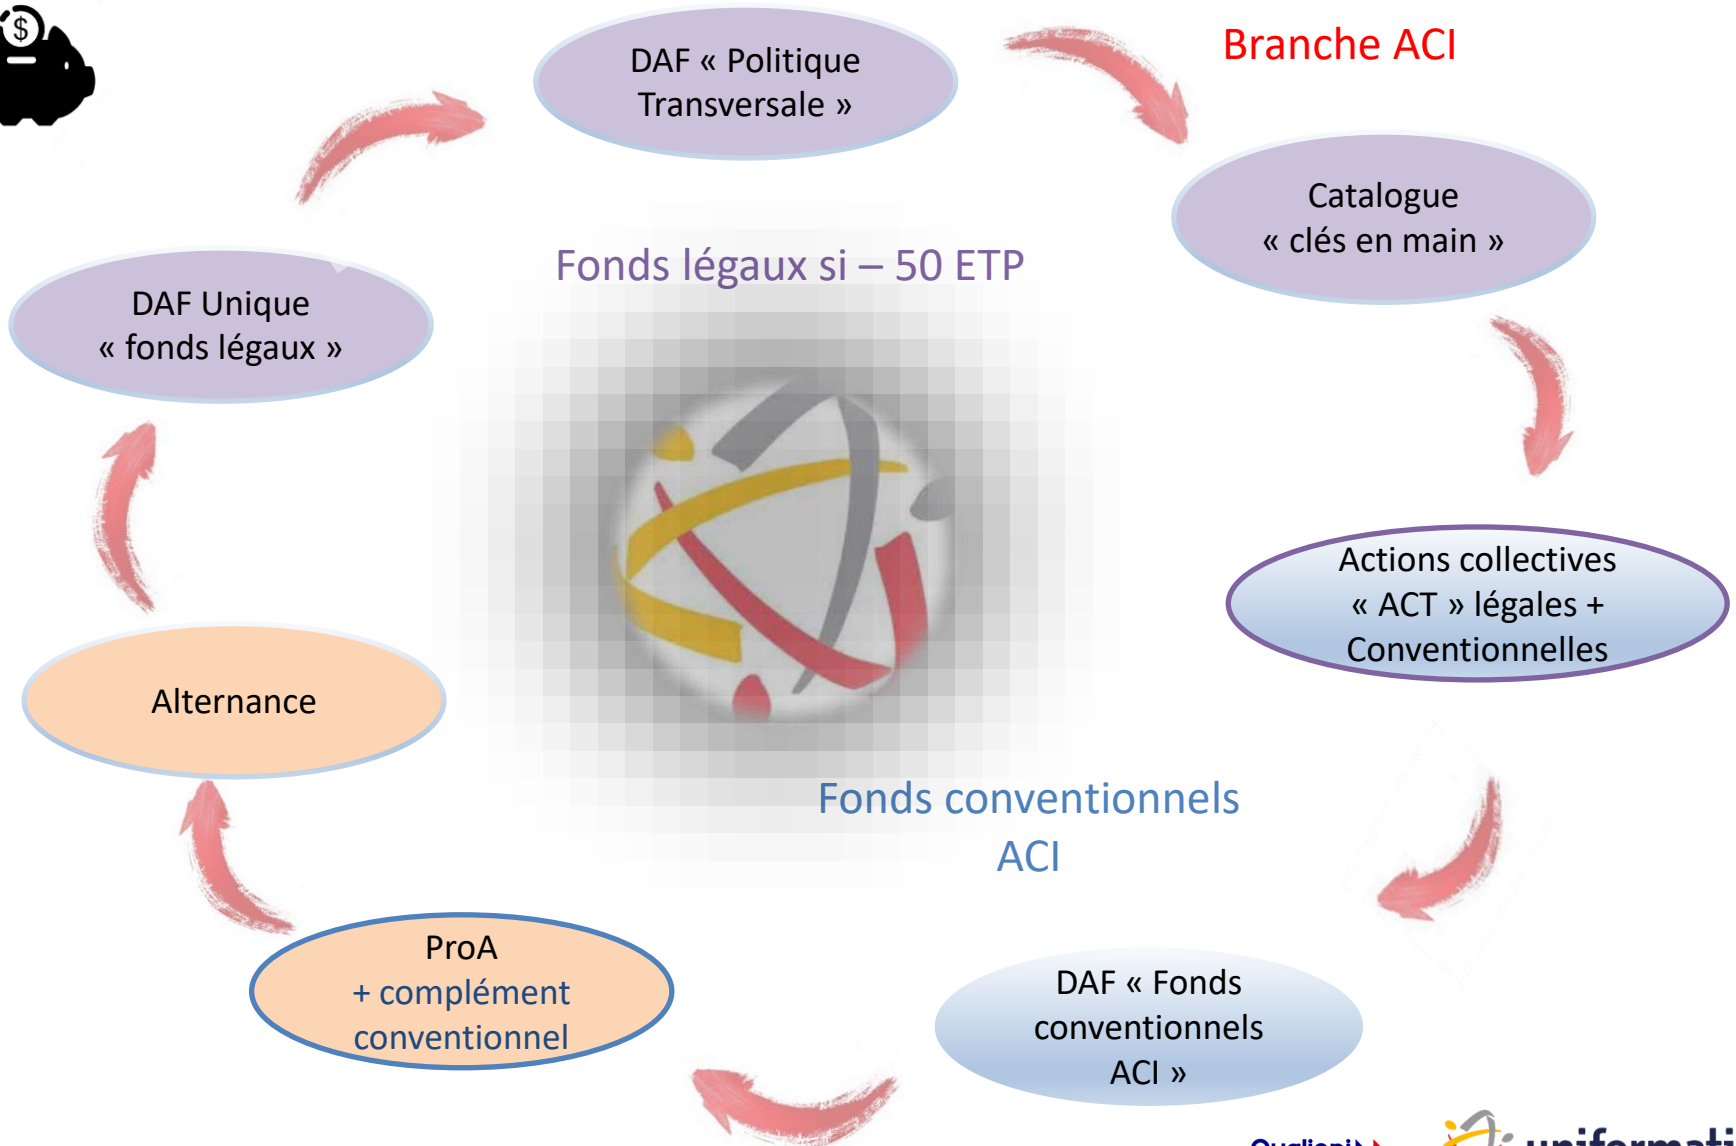 $
Branche ACI
DAF « Politique
Transversale »
Catalogue
« clés en main »
Fonds légaux si – 50 ETP
DAF Unique
« fonds légaux »
Actions collectives
« ACT » légales +
Conventionnelles
Alternance
Fonds conventionnels
ACI
ProA
+ complément
conventionnel
DAF « Fonds
conventionnels
ACI »